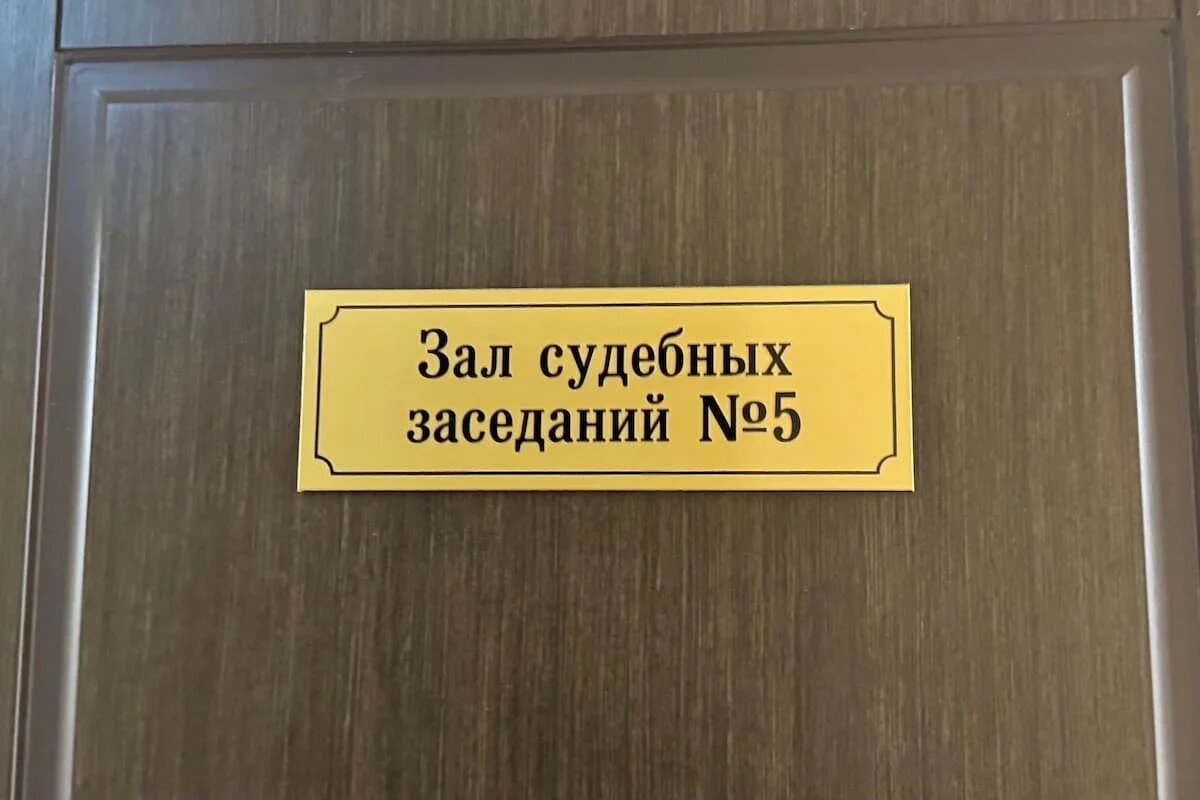 Зал судебных
заседаний №5